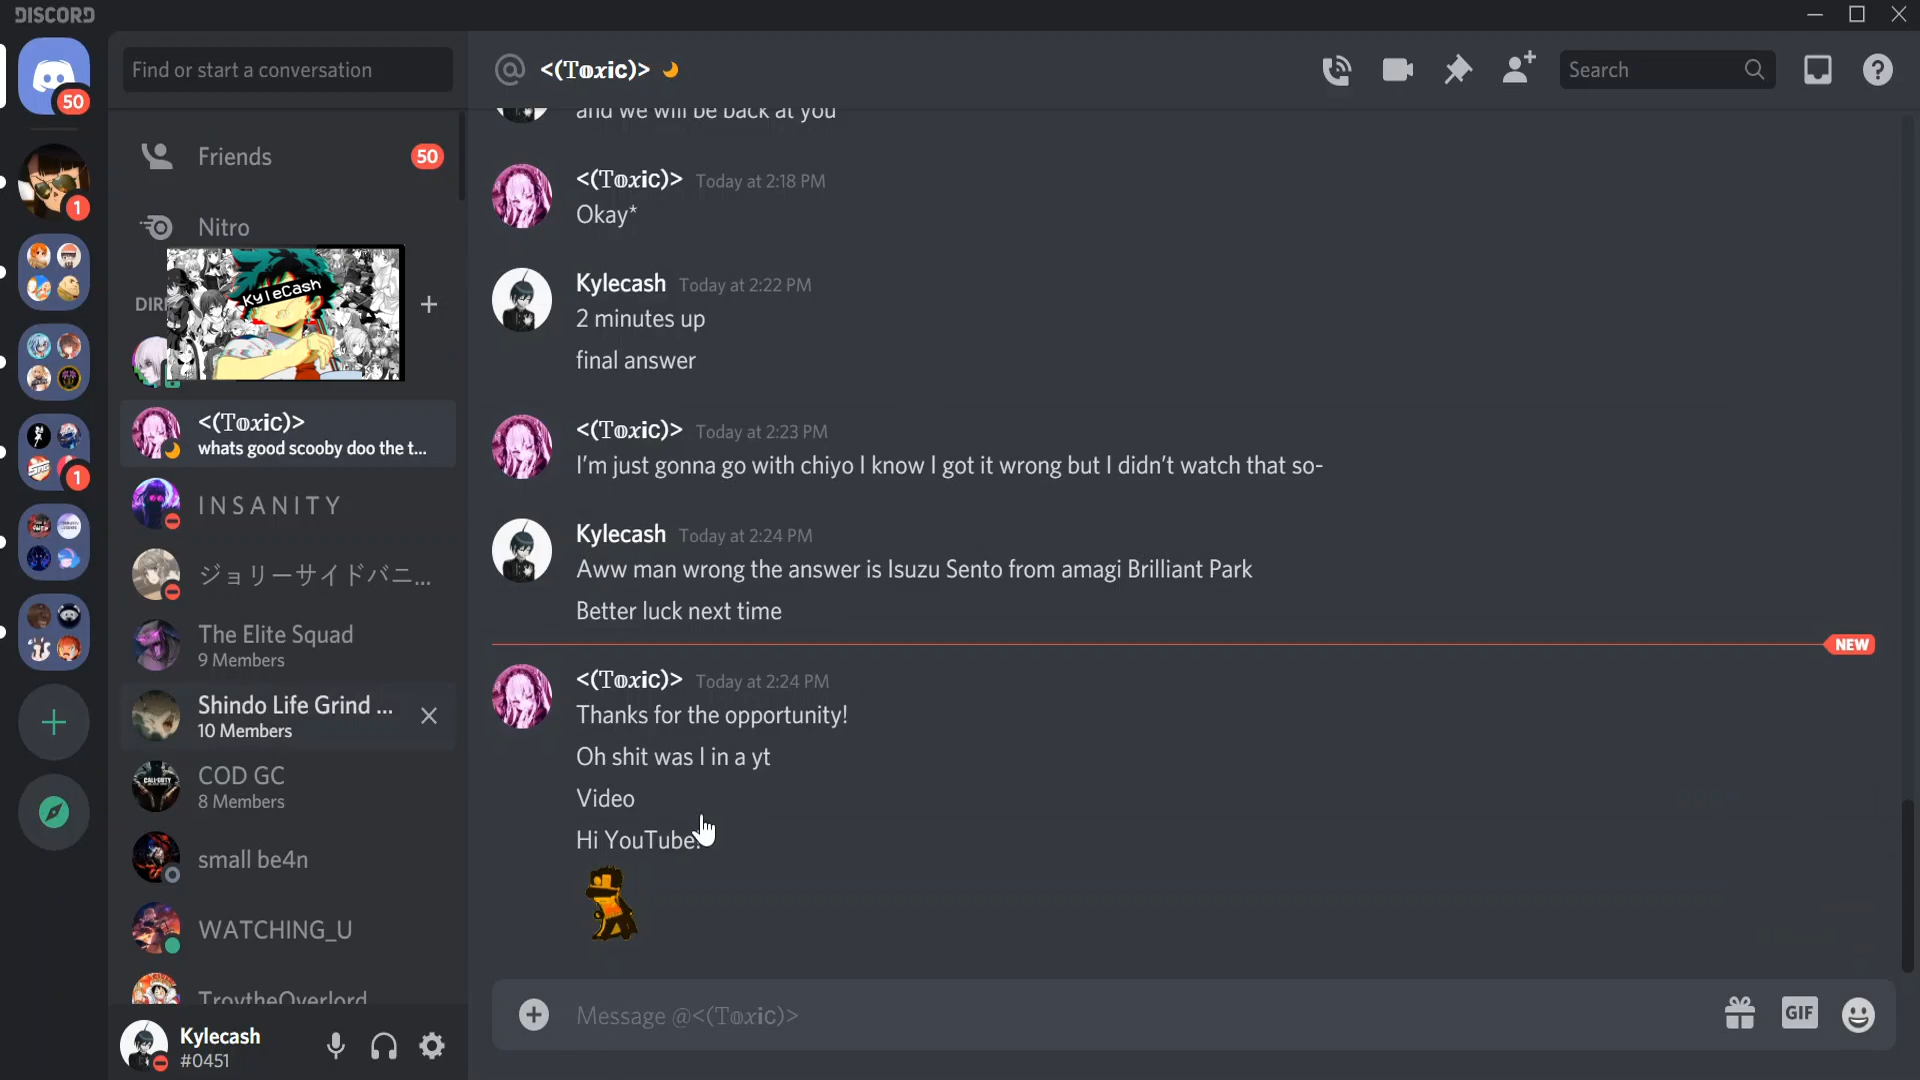 DISCORD
50
1
1
Find or start a conversation
Friends
50
Nitro
DIR
KyleCash
<(Toxic)>
whats good scooby doo the t...
I N S A N I T Y
ジョリーサイドバニ...
The Elite Squad
9 Members
Shindo Life Grind ...
10 Members
COD GC
8 Members
small be4n
WATCHING_U
TroytheOverlord
Kylecash
#0451
@ <(Toxic)>
Search
and we will be back at you
<(Toxic)> Today at 2:18 PM
Okay*
Kylecash Today at 2:22 PM
2 minutes up
final answer
<(Toxic)> Today at 2:23 PM
I'm just gonna go with chiyo I know I got it wrong but I didn't watch that so-
Kylecash Today at 2:24 PM
Aww man wrong the answer is Isuzu Sento from amagi Brilliant Park
Better luck next time
NEW
<(Toxic)> Today at 2:24 PM
Thanks for the opportunity!
Oh shit was I in a yt
Video
Hi YouTube!
Message @<(Toxic)>
GIF